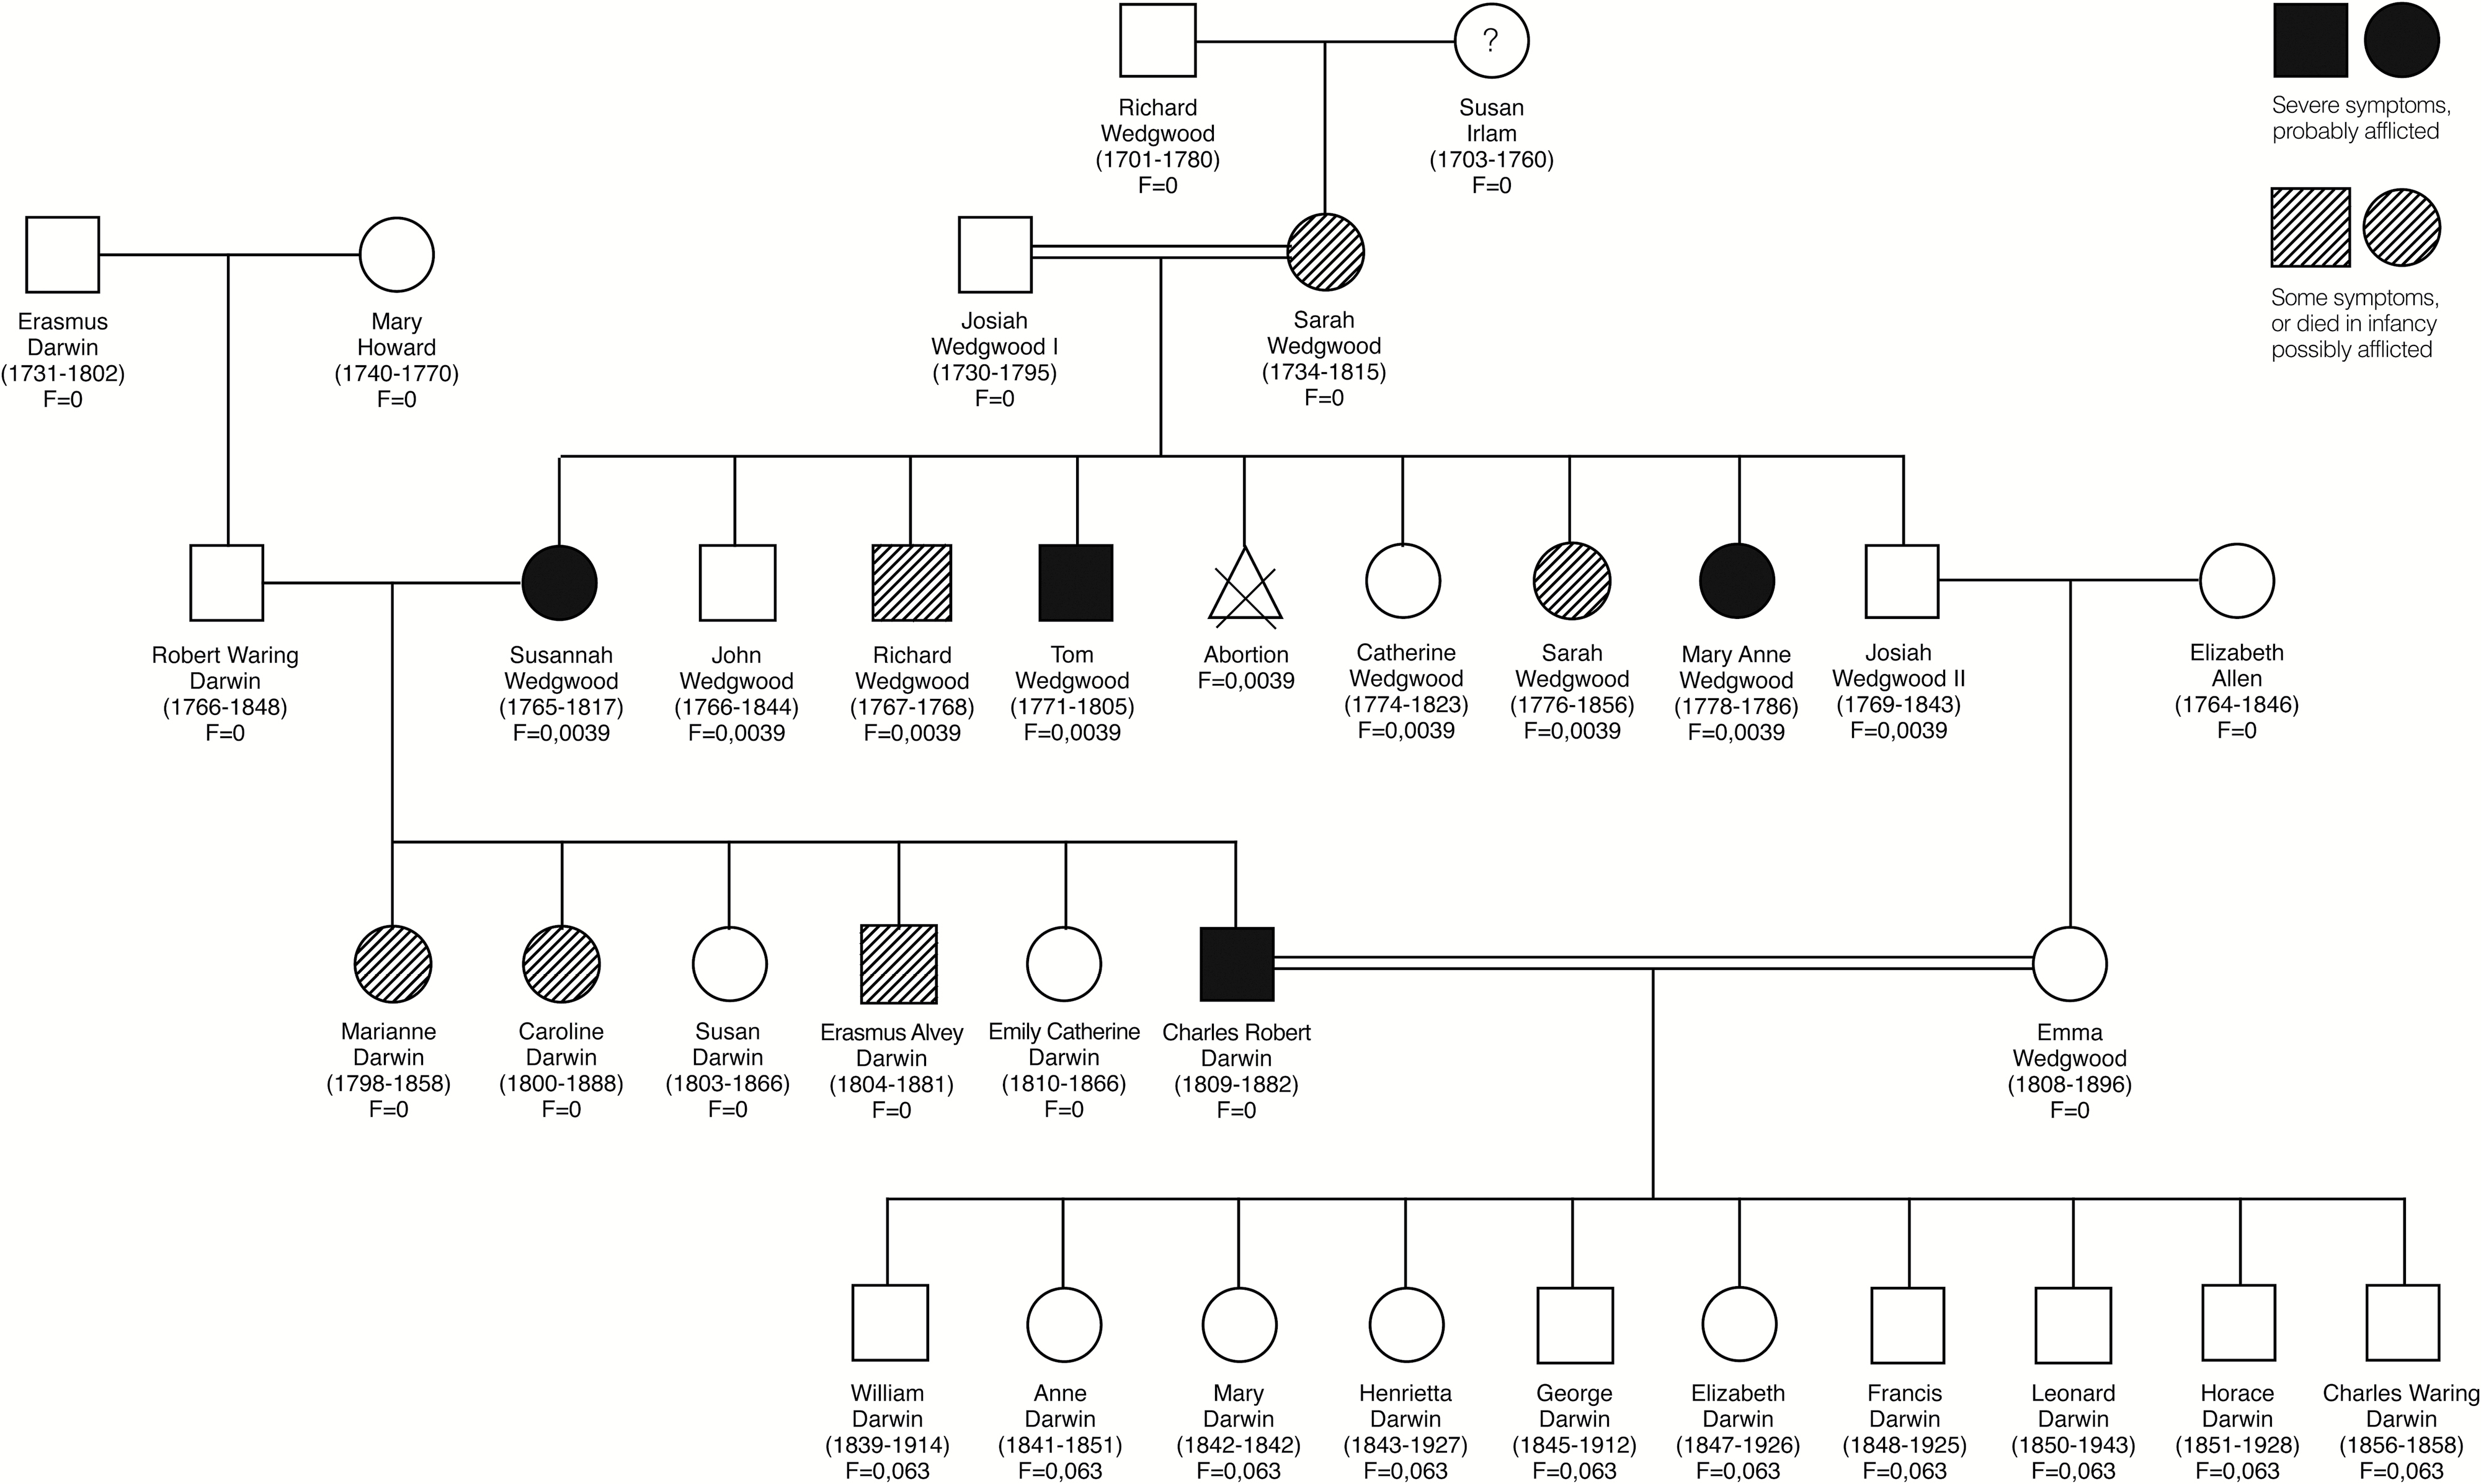 ?
Richard
Wedgwood
(1701-1780)
F=0
Susan
Irlam
(1703-1760)
F=0
Severe symptoms,
probably afflicted
Some symptoms,
or died in infancy
possibly afflicted
Erasmus
Darwin
(1731-1802)
F=0
Mary
Howard
(1740-1770)
F=0
Josiah
Wedgwood I
(1730-1795)
F=0
Sarah
Wedgwood
(1734-1815)
F=0
Robert Waring
Darwin
(1766-1848)
F=0
Susannah
Wedgwood
(1765-1817)
F=0,0039
John
Wedgwood
(1766-1844)
F=0,0039
Richard
Wedgwood
(1767-1768)
F=0,0039
Tom
Wedgwood
(1771-1805)
F=0,0039
Abortion
F=0,0039
Catherine
Wedgwood
(1774-1823)
F=0,0039
Sarah
Wedgwood
(1776-1856)
F=0,0039
Mary Anne
Wedgwood
(1778-1786)
F=0,0039
Josiah
Wedgwood II
(1769-1843)
F=0,0039
Elizabeth
Allen
(1764-1846)
F=0
Marianne
Darwin
(1798-1858)
F=0
Caroline
Darwin
(1800-1888)
F=0
Susan
Darwin
(1803-1866)
F=0
Erasmus Alvey
Darwin
(1804-1881)
F=0
Emily Catherine
Darwin
(1810-1866)
F=0
Charles Robert
Darwin
(1809-1882)
F=0
Emma
Wedgwood
(1808-1896)
F=0
William
Darwin
(1839-1914)
F=0,063
Anne
Darwin
(1841-1851)
F=0,063
Mary
Darwin
(1842-1842)
F=0,063
Henrietta
Darwin
(1843-1927)
F=0,063
George
Darwin
(1845-1912)
F=0,063
Elizabeth
Darwin
(1847-1926)
F=0,063
Francis
Darwin
(1848-1925)
F=0,063
Leonard
Darwin
(1850-1943)
F=0,063
Horace
Darwin
(1851-1928)
F=0,063
Charles Waring
Darwin
(1856-1858)
F=0,063